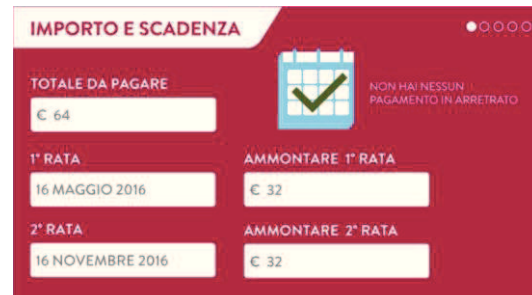 IMPORTO E SCADENZA
TOTALE DA PAGARE
€ 64
NON HAI NESSUN
PAGAMENTO IN ARRETRATO
1° RATA
AMMONTARE 1° RATA
16 MAGGIO 2016
€ 32
2° RATA
AMMONTARE 2° RATA
16 NOVEMBRE 2016
€ 32